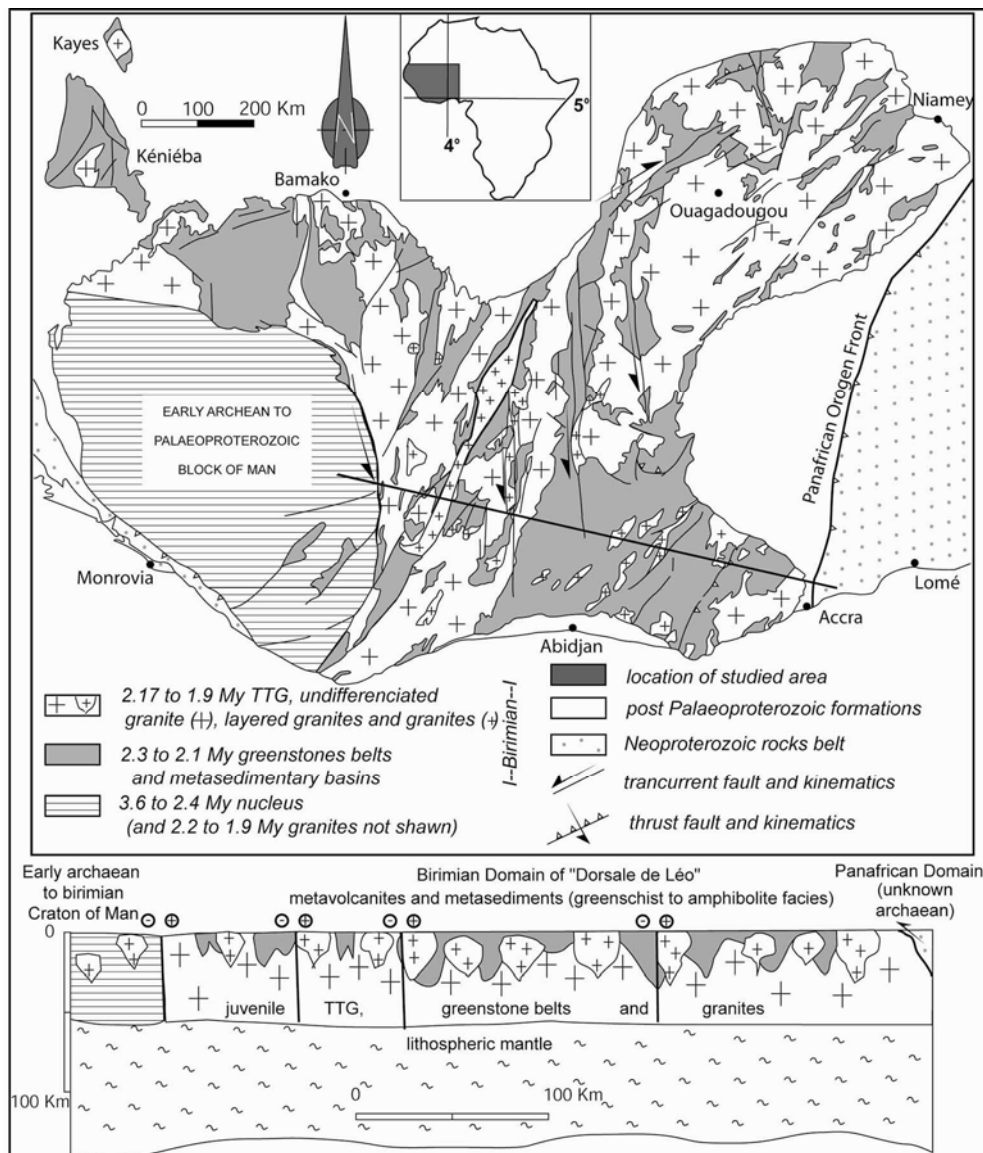 Kayes
0 100 200 Km
Kéniéba
N
4°
5°
Niamey
Bamako
Ouagadougou
EARLY ARCHEAN TO
PALAEOPROTEROZOIC
BLOCK OF MAN
Panafrican Orogen Front
Monrovia
Lomé
Accra
Abidjan
2.17 to 1.9 My TTG, undifferenciated
granite (+), layered granites and granites (+)
2.3 to 2.1 My greenstones belts
and metasedimentary basins
3.6 to 2.4 My nucleus
(and 2.2 to 1.9 My granites not shawn)
I--Birimian--I
location of studied area
post Palaeoproterozoic formations
Neoproterozoic rocks belt
trancurrent fault and kinematics
thrust fault and kinematics
Early archaean
to birimian
Craton of Man
Birimian Domain of "Dorsale de Léo"
metavolcanites and metasediments (greenschist to amphibolite facies)
Panafrican Domain
(unknown
archaean)
0
juvenile TTG, greenstone belts and granites
lithospheric mantle
100 Km
0 100 Km